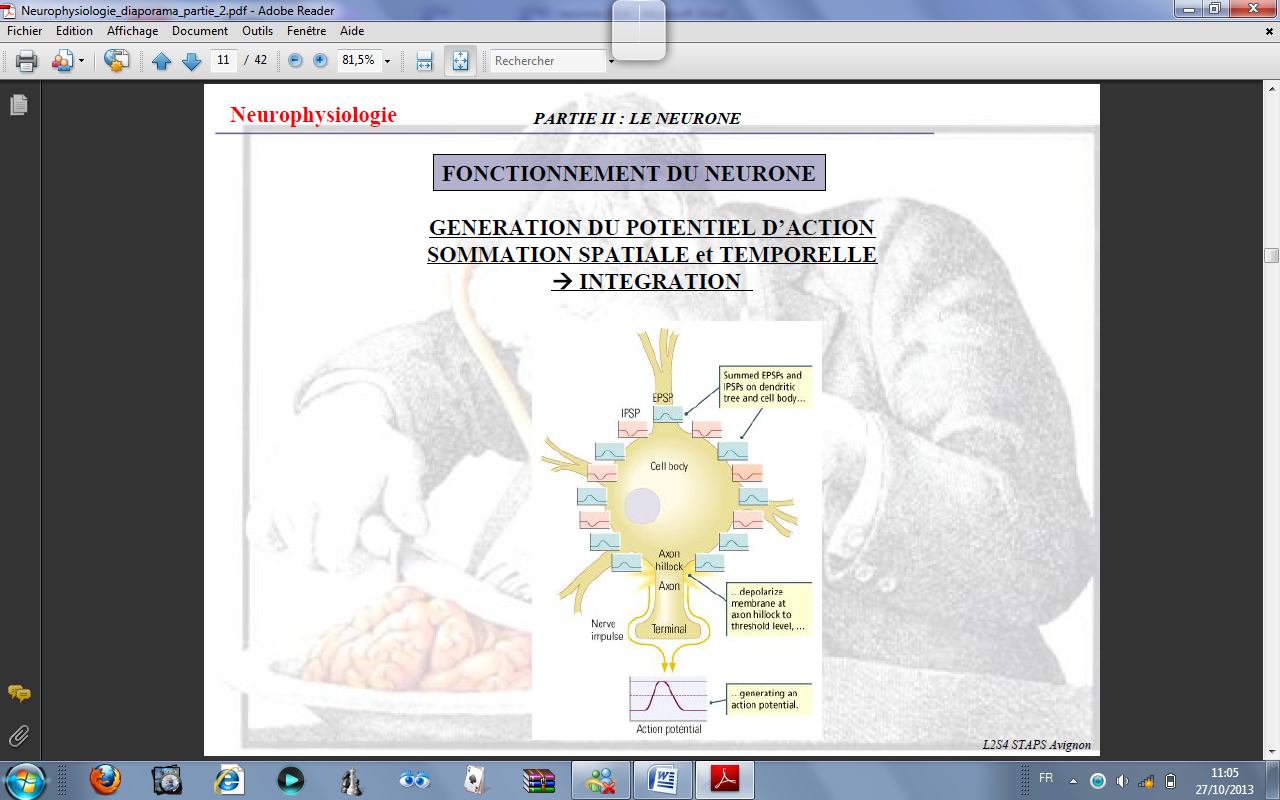 Neurophysiologie_diaporama_partie_2.pdf - Adobe Reader
Fichier Edition Affichage Document Outils Fenêtre Aide
11 / 42 81,5% Rechercher
Neurophysiologie
PARTIE II : LE NEURONE
FONCTIONNEMENT DU NEURONE
GENERATION DU POTENTIEL D’ACTION
SOMMATION SPATIALE et TEMPORELLE
→ INTEGRATION
Summed EPSPs and
IPSPs on dendritic
tree and cell body...
EPSP
IPSP
Cell body
Axon
hillock
Axon
...depolarize
membrane at
axon hillock to
threshold level, ...
Nerve
impulse
Terminal
...generating an
action potential.
Action potential
L2S4 STAPS Avignon
FR
11:05
27/10/2013